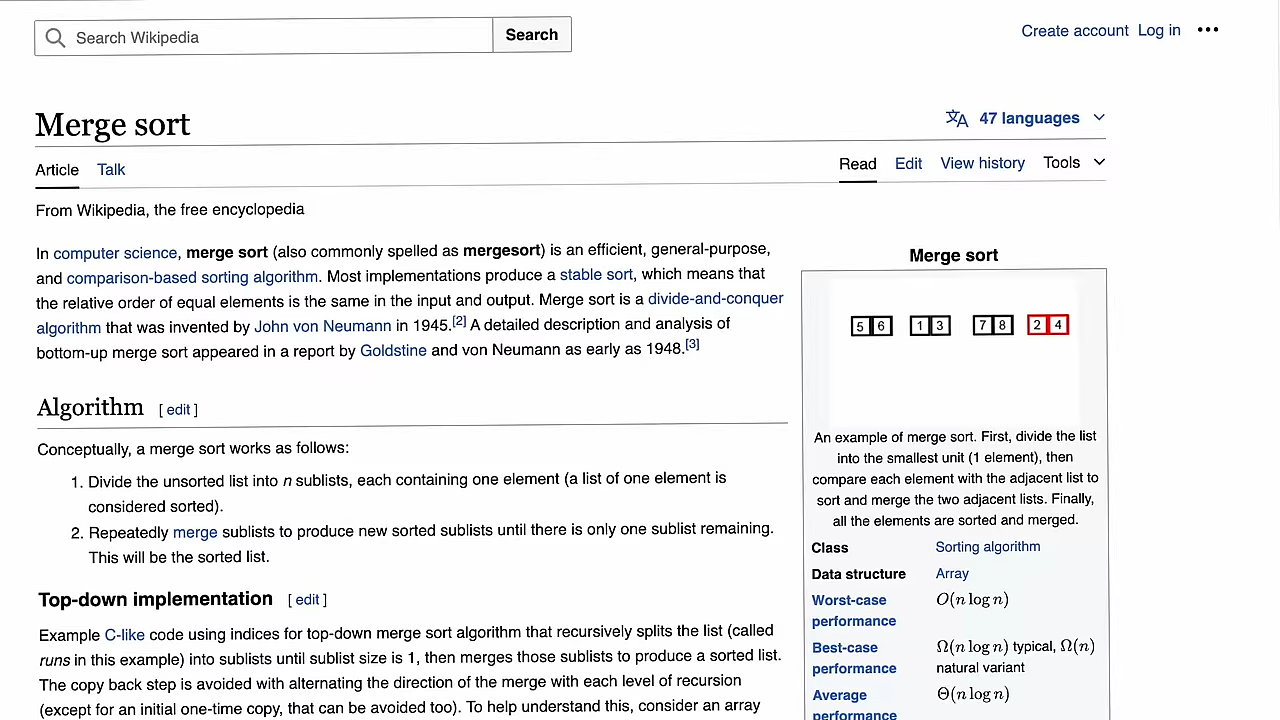 Search Wikipedia
Search
Create account Log in
Merge sort
47 languages
Article Talk
Read Edit View history Tools
From Wikipedia, the free encyclopedia
In computer science, merge sort (also commonly spelled as mergesort) is an efficient, general-purpose,
and comparison-based sorting algorithm. Most implementations produce a stable sort, which means that
the relative order of equal elements is the same in the input and output. Merge sort is a divide-and-conquer
algorithm that was invented by John von Neumann in 1945.[2] A detailed description and analysis of
bottom-up merge sort appeared in a report by Goldstine and von Neumann as early as 1948.[3]
Algorithm [ edit ]
Conceptually, a merge sort works as follows:
1. Divide the unsorted list into n sublists, each containing one element (a list of one element is
considered sorted).
2. Repeatedly merge sublists to produce new sorted sublists until there is only one sublist remaining.
This will be the sorted list.
Top-down implementation [ edit ]
Example C-like code using indices for top-down merge sort algorithm that recursively splits the list (called
runs in this example) into sublists until sublist size is 1, then merges those sublists to produce a sorted list.
The copy back step is avoided with alternating the direction of the merge with each level of recursion
(except for an initial one-time copy, that can be avoided too). To help understand this, consider an array
Merge sort
5 6 1 3 7 8 2 4
An example of merge sort. First, divide the list
into the smallest unit (1 element), then
compare each element with the adjacent list to
sort and merge the two adjacent lists. Finally,
all the elements are sorted and merged.
Class Sorting algorithm
Data structure Array
Worst-case O(n log n)
performance
Best-case Ω(n log n) typical, Ω(n)
performance natural variant
Average Θ(n log n)
performance